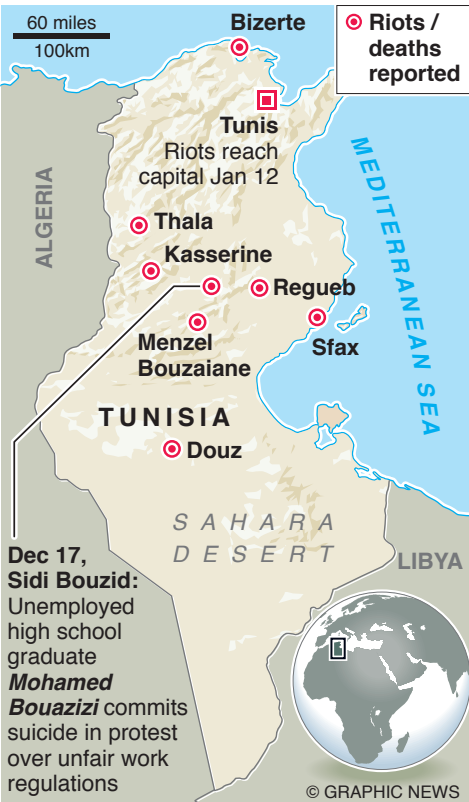 60 miles
100km
Bizerte
Riots /
deaths
reported
Tunis
Riots reach
capital Jan 12
ALGERIA
MEDITERRANEAN SEA
Thala
Kasserine
Regueb
Sfax
Menzel
Bouzaiane
TUNISIA
Douz
SAHARA
DESERT
LIBYA
Dec 17,
Sidi Bouzid:
Unemployed
high school
graduate
Mohamed
Bouazizi commits
suicide in protest
over unfair work
regulations
© GRAPHIC NEWS